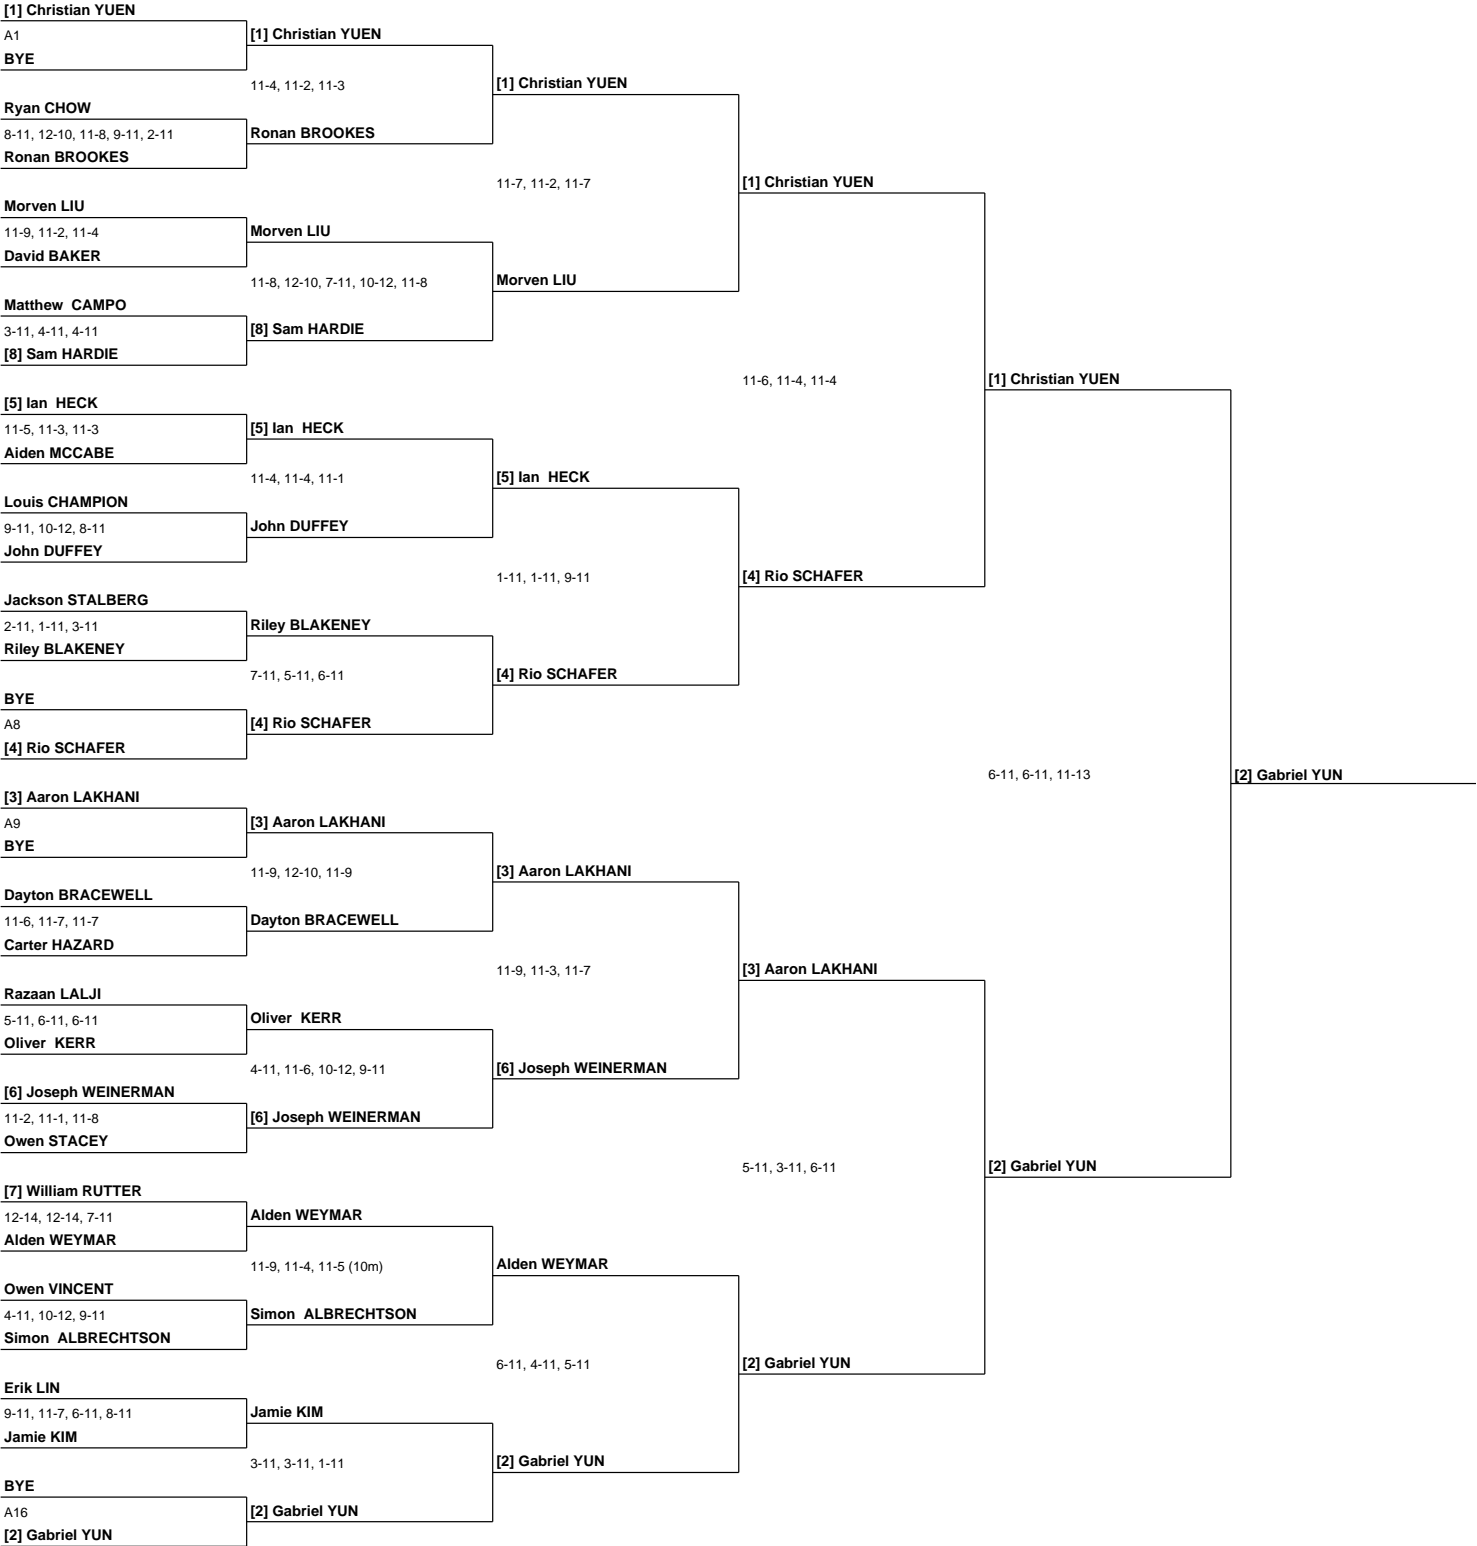 [1] Christian YUEN
A1
BYE
Ryan CHOW
8-11, 12-10, 11-8, 9-11, 2-11
Ronan BROOKES
Morven LIU
11-9, 11-2, 11-4
David BAKER
Matthew  CAMPO
3-11, 4-11, 4-11
[8] Sam HARDIE
[5] Ian  HECK
11-5, 11-3, 11-3
Aiden MCCABE
Louis CHAMPION
9-11, 10-12, 8-11
John DUFFEY
Jackson STALBERG
2-11, 1-11, 3-11
Riley BLAKENEY
BYE
A8
[4] Rio SCHAFER
[3] Aaron LAKHANI
A9
BYE
Dayton BRACEWELL
11-6, 11-7, 11-7
Carter HAZARD
Razaan LALJI
5-11, 6-11, 6-11
Oliver  KERR
[6] Joseph WEINERMAN
11-2, 11-1, 11-8
Owen STACEY
[7] William RUTTER
12-14, 12-14, 7-11
Alden WEYMAR
Owen VINCENT
4-11, 10-12, 9-11
Simon  ALBRECHTSON
Erik LIN
9-11, 11-7, 6-11, 8-11
Jamie KIM
BYE
A16
[2] Gabriel YUN
[1] Christian YUEN
11-4, 11-2, 11-3
Ronan BROOKES
Morven LIU
11-8, 12-10, 7-11, 10-12, 11-8
[8] Sam HARDIE
[5] Ian  HECK
11-4, 11-4, 11-1
John DUFFEY
Riley BLAKENEY
7-11, 5-11, 6-11
[4] Rio SCHAFER
[3] Aaron LAKHANI
11-9, 12-10, 11-9
Dayton BRACEWELL
Oliver  KERR
4-11, 11-6, 10-12, 9-11
[6] Joseph WEINERMAN
Alden WEYMAR
11-9, 11-4, 11-5 (10m)
Simon  ALBRECHTSON
Jamie KIM
3-11, 3-11, 1-11
[2] Gabriel YUN
[1] Christian YUEN
11-7, 11-2, 11-7
Morven LIU
[5] Ian  HECK
1-11, 1-11, 9-11
[4] Rio SCHAFER
[3] Aaron LAKHANI
11-9, 11-3, 11-7
[6] Joseph WEINERMAN
Alden WEYMAR
6-11, 4-11, 5-11
[2] Gabriel YUN
[1] Christian YUEN
11-6, 11-4, 11-4
[4] Rio SCHAFER
[3] Aaron LAKHANI
5-11, 3-11, 6-11
[2] Gabriel YUN
[1] Christian YUEN
6-11, 6-11, 11-13
[2] Gabriel YUN
[2] Gabriel YUN